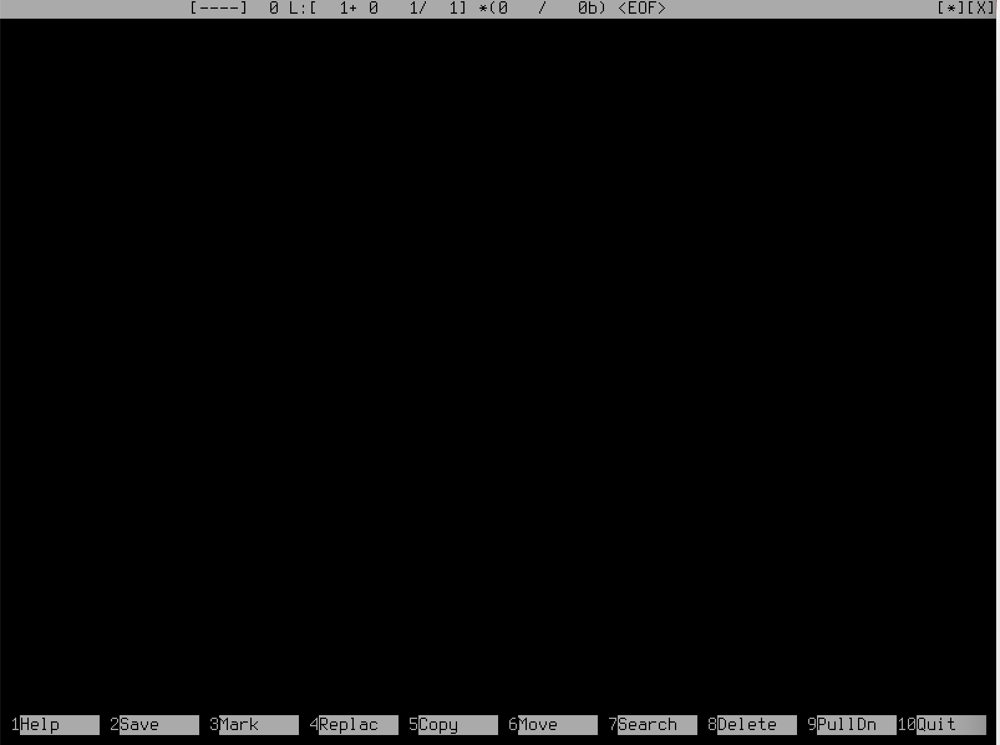 [----]  0 L:[  1+ 0   1/  1] *(0   /   0b) <EOF>                           [*][X]
1Help 2Save 3Mark 4Replac 5Copy 6Move 7Search 8Delete 9PullDn 10Quit